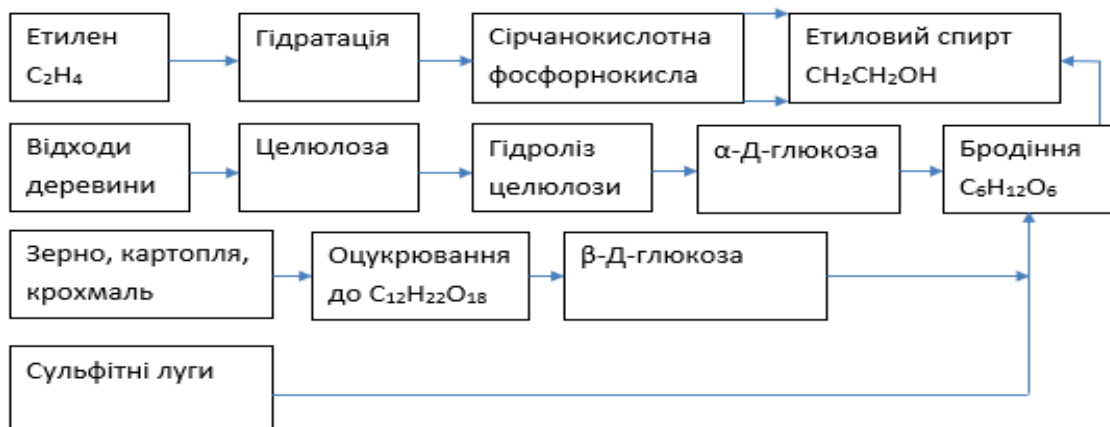 Етилен
C₂H₄
Гідратація
Сірчанокислотна
фосфорнокисла
Етиловий спирт
CH₂CH₂OH
Відходи
деревини
Целюлоза
Гідроліз
целюлози
α-Д-глюкоза
Бродіння
C₆H₁₂O₆
Зерно, картопля,
крохмаль
Оцукрювання
до C₁₂H₂₂O₁₈
β-Д-глюкоза
Сульфітні луги